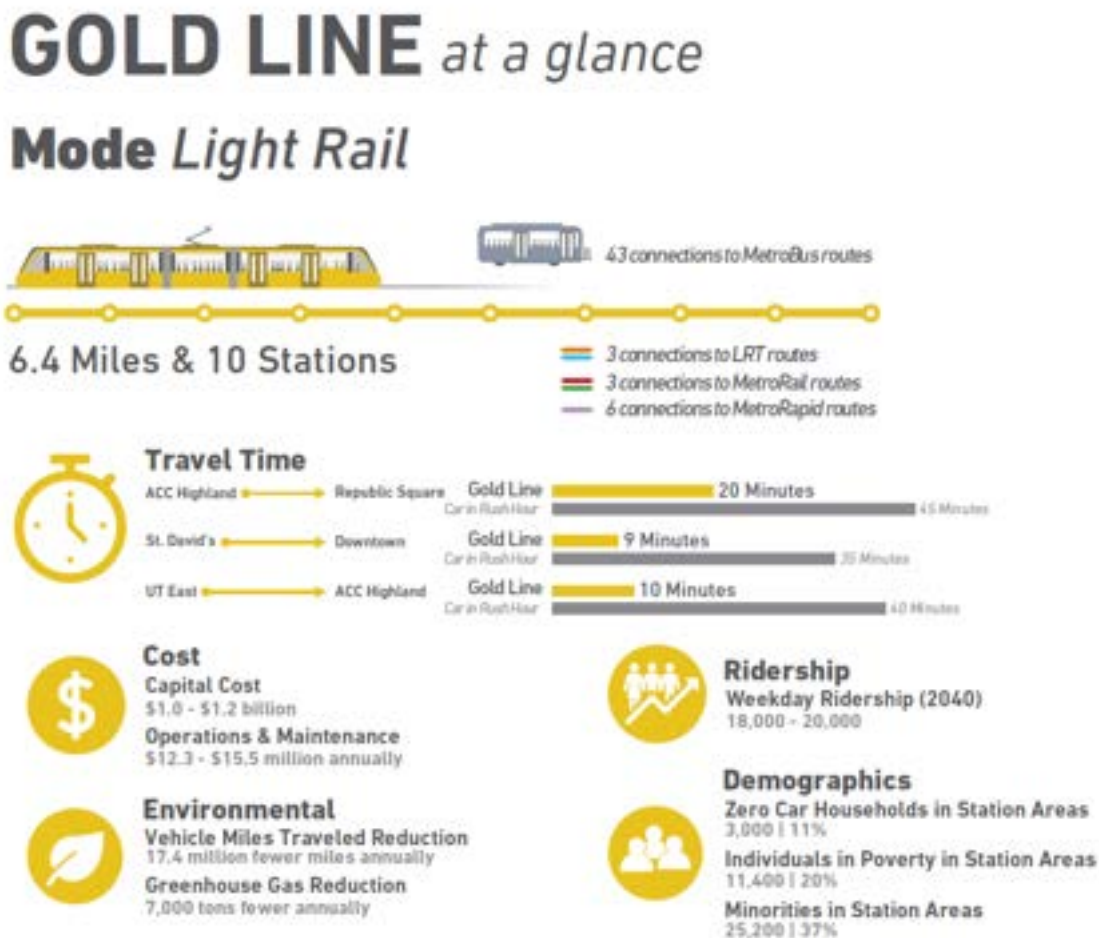 GOLD LINE at a glance
Mode Light Rail
43 connections to MetroBus routes
6.4 Miles & 10 Stations
3 connections to LRT routes
3 connections to MetroRail routes
6 connections to MetroRapid routes
Travel Time
ACC Highland Republic Square Gold Line 20 Minutes
Car in Rush Hour 45 Minutes
St. David's Downtown Gold Line 9 Minutes
Car in Rush Hour 35 Minutes
UT East ACC Highland Gold Line 10 Minutes
Car in Rush Hour 40 Minutes
Cost
Capital Cost
$1.0 - $1.2 billion
Operations & Maintenance
$12.3 - $15.5 million annually
Environmental
Vehicle Miles Traveled Reduction
17.4 million fewer miles annually
Greenhouse Gas Reduction
7,000 tons fewer annually
Ridership
Weekday Ridership (2040)
18,000 - 20,000
Demographics
Zero Car Households in Station Areas
3,000 | 11%
Individuals in Poverty in Station Areas
11,400 | 20%
Minorities in Station Areas
25,200 | 37%